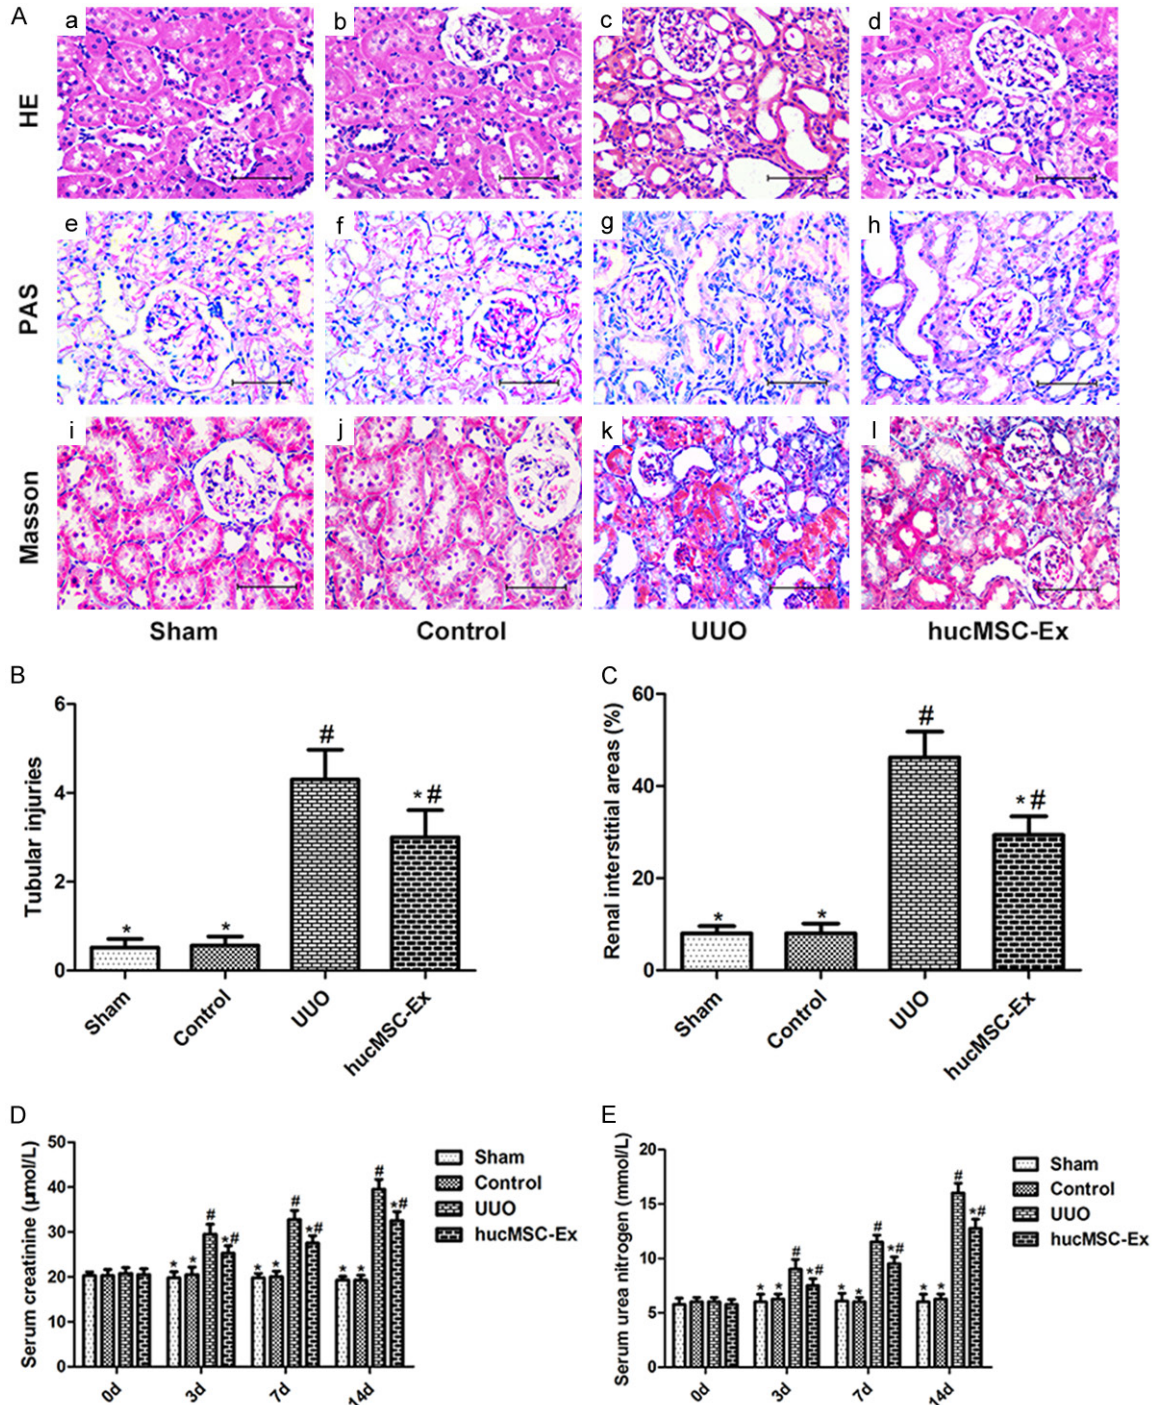 A
a b c d
HE
e f g h
PAS
i j k l
Masson
Sham Control UUO hucMSC-Ex
B
Tubular injuries
6
4
2
0
*
*
#
*#
Sham Control UUO hucMSC-Ex
C
Renal interstitial areas (%)
60
40
20
0
*
*
#
*#
Sham Control UUO hucMSC-Ex
D
Serum creatinine (μmol/L)
50
40
30
20
10
0
* * # *#
* * # *#
* * # *#
0d 3d 7d 14d
Sham
Control
UUO
hucMSC-Ex
E
Serum urea nitrogen (mmol/L)
20
15
10
5
0
* * # *#
* * # *#
* * # *#
0d 3d 7d 14d
Sham
Control
UUO
hucMSC-Ex